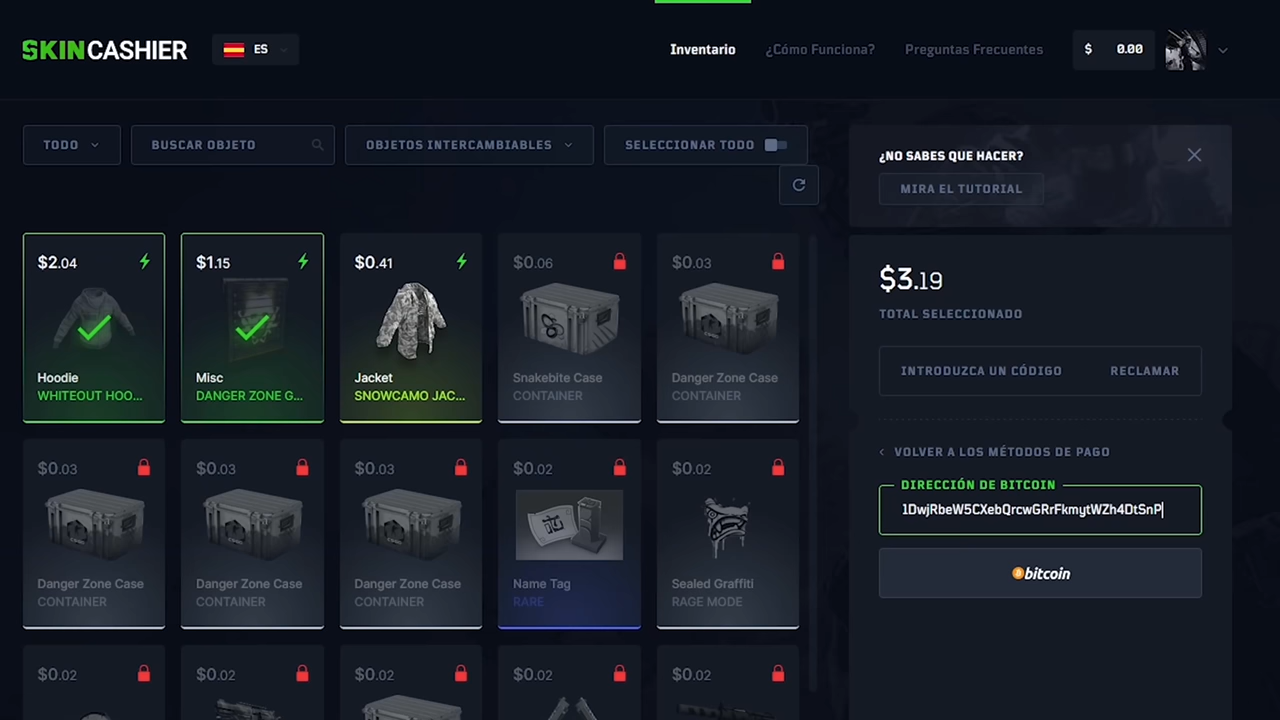 SKINCASHIER
ES
Inventario
¿Cómo Funciona?
Preguntas Frecuentes
$ 0.00
TODO
BUSCAR OBJETO
OBJETOS INTERCAMBIABLES
SELECCIONAR TODO
¿NO SABES QUE HACER?
MIRA EL TUTORIAL
$2.04
Hoodie
WHITEOUT HOO...
$1.15
Misc
DANGER ZONE G...
$0.41
Jacket
SNOWCAMO JAC...
$0.06
Snakebite Case
CONTAINER
$0.03
Danger Zone Case
CONTAINER
$0.03
Danger Zone Case
CONTAINER
$0.03
Danger Zone Case
CONTAINER
$0.03
Danger Zone Case
CONTAINER
$0.02
Name Tag
RARE
$0.02
Sealed Graffiti
RAGE MODE
$0.02
$0.02
$0.02
$0.02
$0.02
$3.19
TOTAL SELECCIONADO
INTRODUZCA UN CÓDIGO
RECLAMAR
VOLVER A LOS MÉTODOS DE PAGO
DIRECCIÓN DE BITCOIN
1DwjRbeW5CXebQrcwGRrFkmytWZh4DtSnP
bitcoin